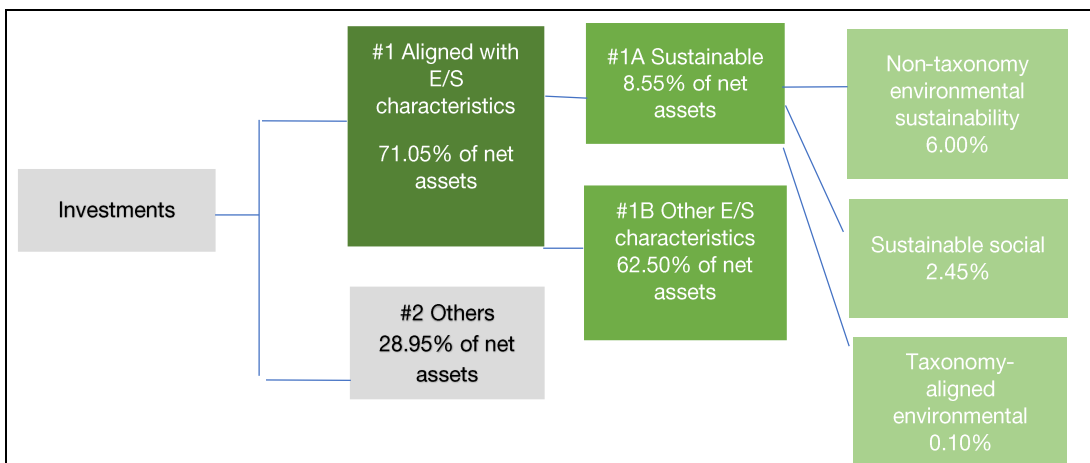 Investments
#1 Aligned with
E/S
characteristics
71.05% of net
assets
#2 Others
28.95% of net
assets
#1A Sustainable
8.55% of net
assets
#1B Other E/S
characteristics
62.50% of net
assets
Non-taxonomy
environmental
sustainability
6.00%
Sustainable social
2.45%
Taxonomy-
aligned
environmental
0.10%